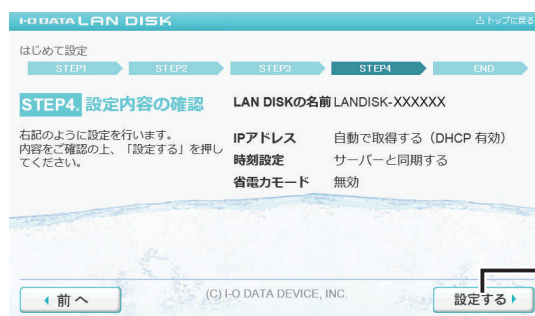 I-O DATA LAN DISK
トップに戻る
はじめて設定
STEP1 STEP2 STEP3 STEP4 END
STEP4. 設定内容の確認
右記のように設定を行います。
内容をご確認の上、「設定する」を押し
てください。
LAN DISKの名前 LANDISK-XXXXXX
IPアドレス 自動で取得する（DHCP 有効）
時刻設定 サーバーと同期する
省電力モード 無効
前へ
(C) I-O DATA DEVICE, INC.
設定する